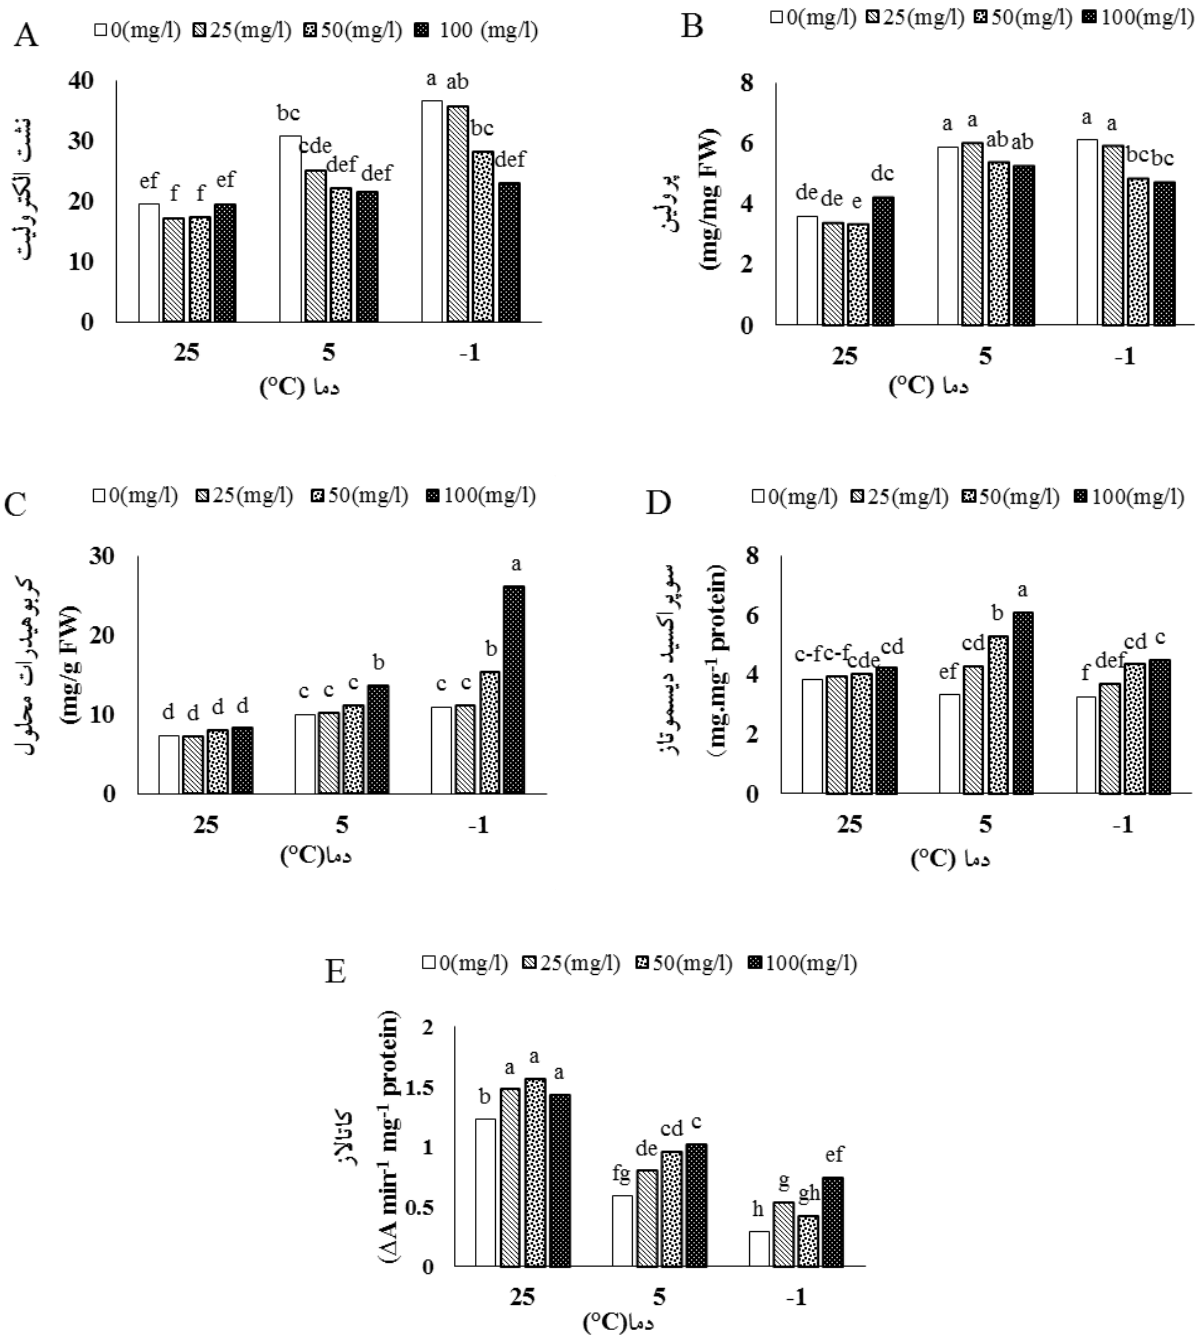 A
0(mg/l) 25(mg/l) 50(mg/l) 100 (mg/l)
نشت الکترولیت
40
30
20
10
0
ef f f ef
bc cde def def
a ab bc def
25 5 -1
دما (°C)
B
0(mg/l) 25(mg/l) 50(mg/l) 100(mg/l)
پرولین
(mg/mg FW)
8
6
4
2
0
de de e dc
a a ab ab
a a bc bc
25 5 -1
دما (°C)
C
0(mg/l) 25(mg/l) 50(mg/l) 100(mg/l)
کربوهیدرات محلول
(mg/g FW)
30
20
10
0
d d d d
c c c b
c c b a
25 5 -1
دما(°C)
D
0(mg/l) 25(mg/l) 50(mg/l) 100(mg/l)
سوپراکسید دیسموتاز
(mg.mg⁻¹ protein)
8
6
4
2
0
c-f c-f cde cd
ef cd b a
f def cd c
25 5 -1
دما (°C)
E
0(mg/l) 25(mg/l) 50(mg/l) 100(mg/l)
کاتالاز
(ΔA min⁻¹ mg⁻¹ protein)
2
1.5
1
0.5
0
b a a a
fg de cd c
h g gh ef
25 5 -1
دما(°C)